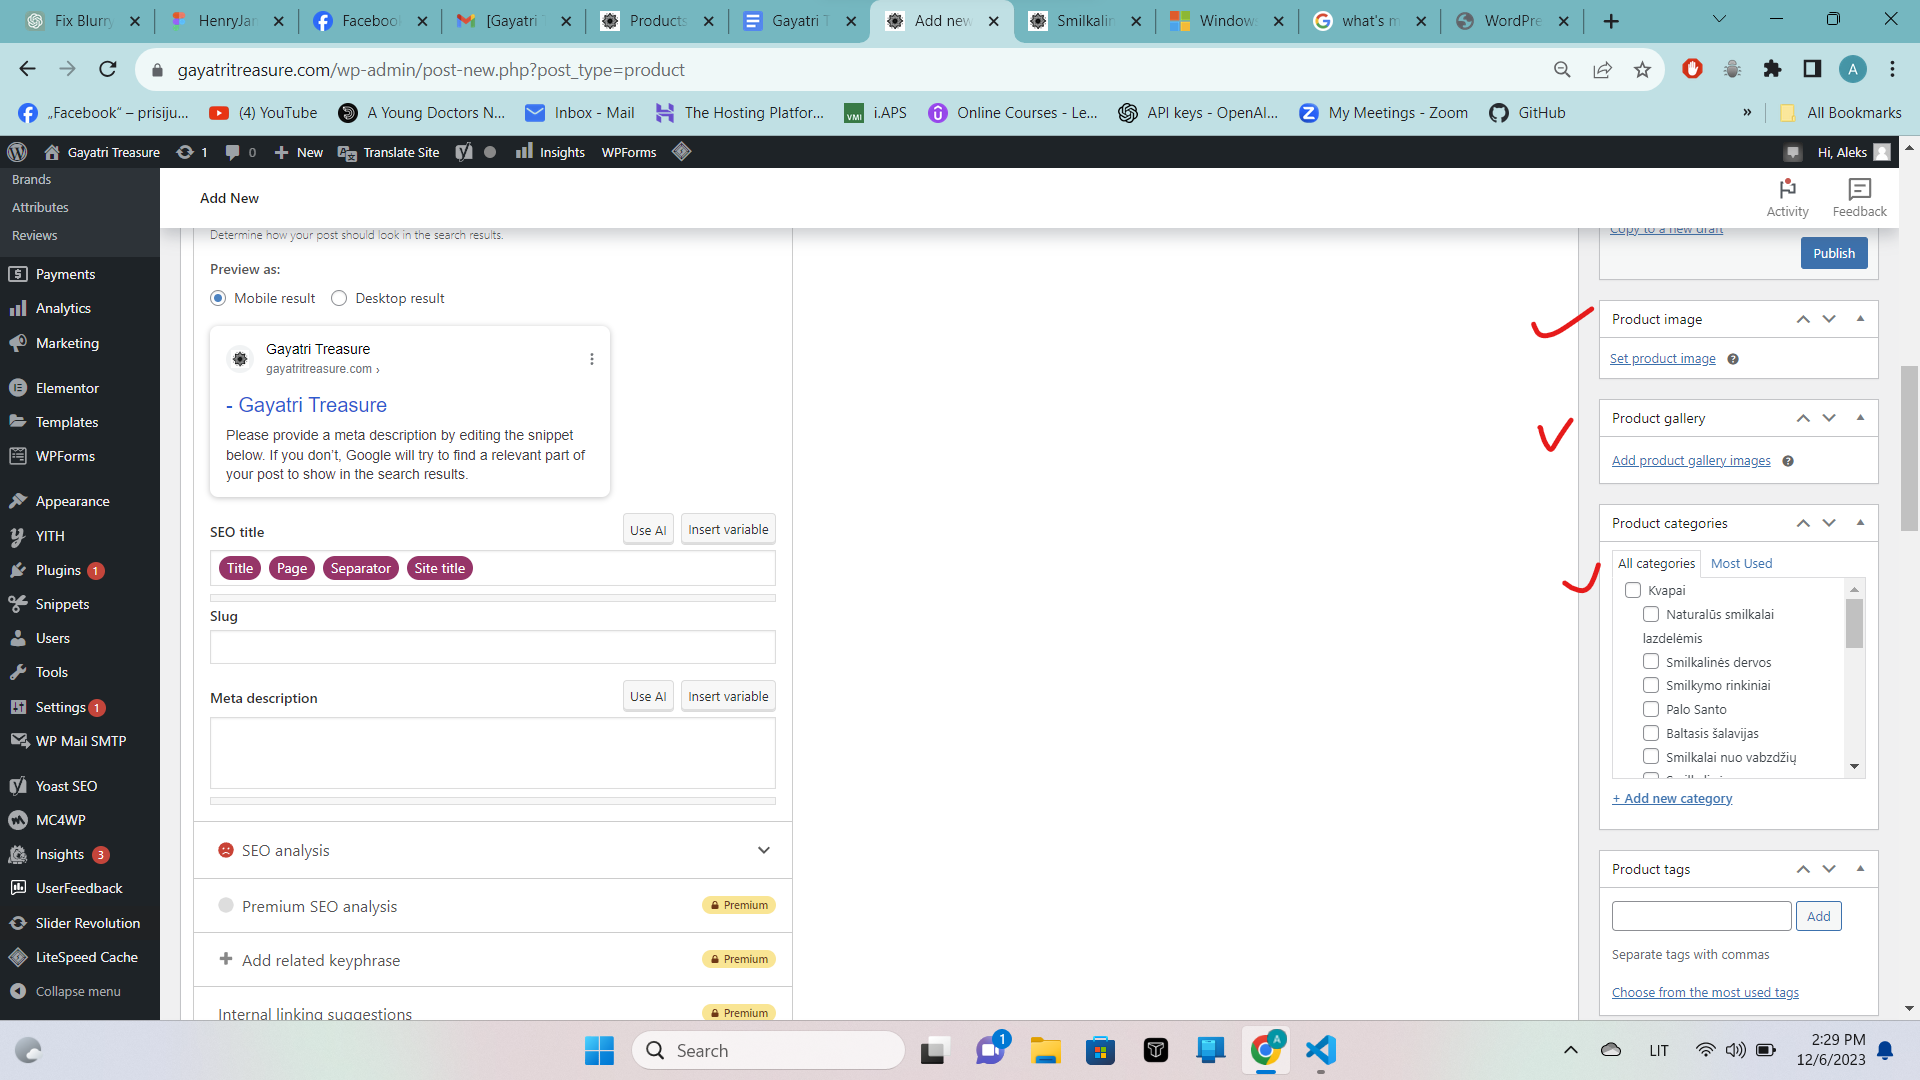 Fix Blurry
HenryJar
Facebook
[Gayatri T
Products
Gayatri T
Add new
Smilkalin
Windows
what's m
WordPre
gayatritreasure.com/wp-admin/post-new.php?post_type=product
A
„Facebook“ – prisiju...
(4) YouTube
A Young Doctors N...
Inbox - Mail
The Hosting Platfor...
VMI
i.APS
Online Courses - Le...
API keys - OpenAI...
My Meetings - Zoom
GitHub
»
All Bookmarks
Gayatri Treasure
1
0
New
Translate Site
Insights
WPForms
Hi, Aleks
Brands
Attributes
Reviews
Payments
Analytics
Marketing
Elementor
Templates
WPForms
Appearance
YITH
Plugins 1
Snippets
Users
Tools
Settings 1
WP Mail SMTP
Yoast SEO
MC4WP
Insights 3
UserFeedback
Slider Revolution
LiteSpeed Cache
Collapse menu
Add New
Activity
Feedback
Determine how your post should look in the search results.
Preview as:
Mobile result
Desktop result
Gayatri Treasure
gayatritreasure.com ›
- Gayatri Treasure
Please provide a meta description by editing the snippet
below. If you don’t, Google will try to find a relevant part of
your post to show in the search results.
SEO title
Use AI
Insert variable
Title
Page
Separator
Site title
Slug
Meta description
Use AI
Insert variable
SEO analysis
Premium SEO analysis
Premium
Add related keyphrase
Premium
Internal linking suggestions
Premium
Copy to a new draft
Publish
Product image
Set product image
Product gallery
Add product gallery images
Product categories
All categories
Most Used
Kvapai
Naturalūs smilkalai
lazdelėmis
Smilkalinės dervos
Smilkymo rinkiniai
Palo Santo
Baltasis šalavijas
Smilkalai nuo vabzdžių
+ Add new category
Product tags
Add
Separate tags with commas
Choose from the most used tags
Search
1
A
LIT
2:29 PM
12/6/2023